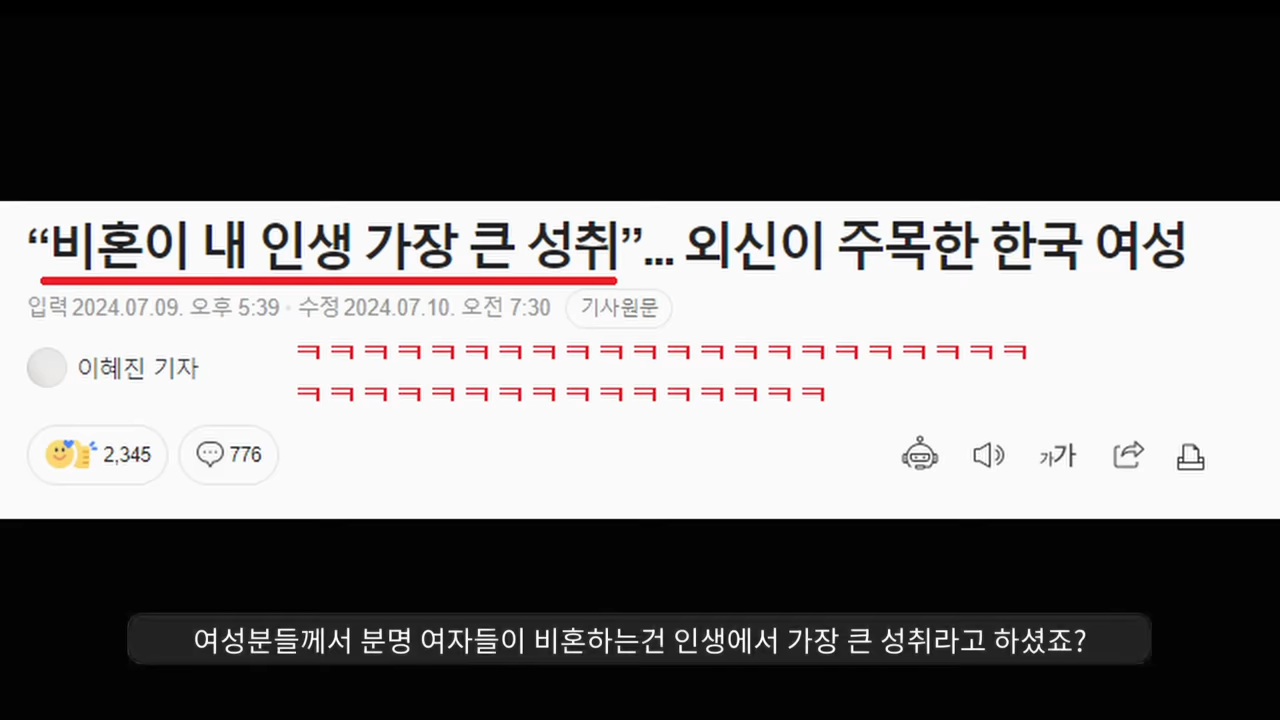 “비혼이 내 인생 가장 큰 성취”... 외신이 주목한 한국 여성
입력 2024.07.09. 오후 5:39 · 수정 2024.07.10. 오전 7:30 기사원문
이혜진 기자
ㅋㅋㅋㅋㅋㅋㅋㅋㅋㅋㅋㅋㅋㅋㅋㅋㅋㅋㅋㅋㅋㅋ
ㅋㅋㅋㅋㅋㅋㅋㅋㅋㅋㅋㅋㅋㅋㅋㅋ
2,345 776 가가
여성분들께서 분명 여자들이 비혼하는건 인생에서 가장 큰 성취라고 하셨죠?